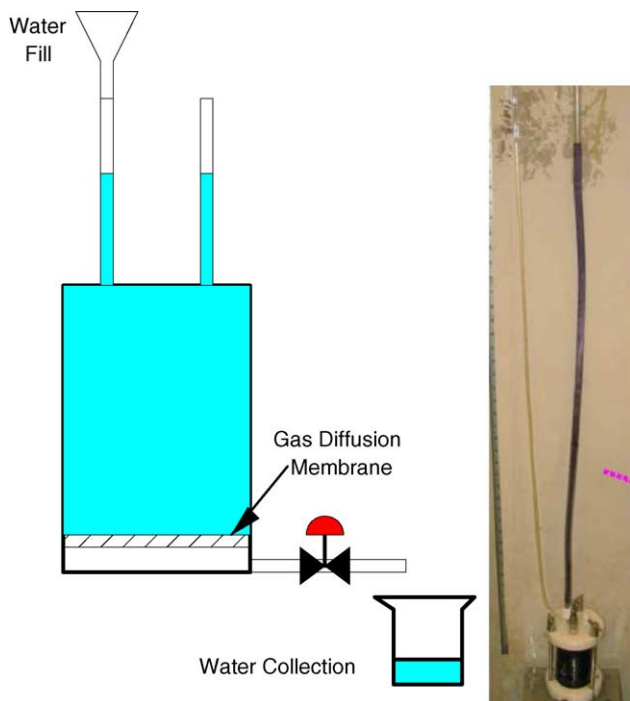 Water
Fill
Gas Diffusion
Membrane
Water Collection